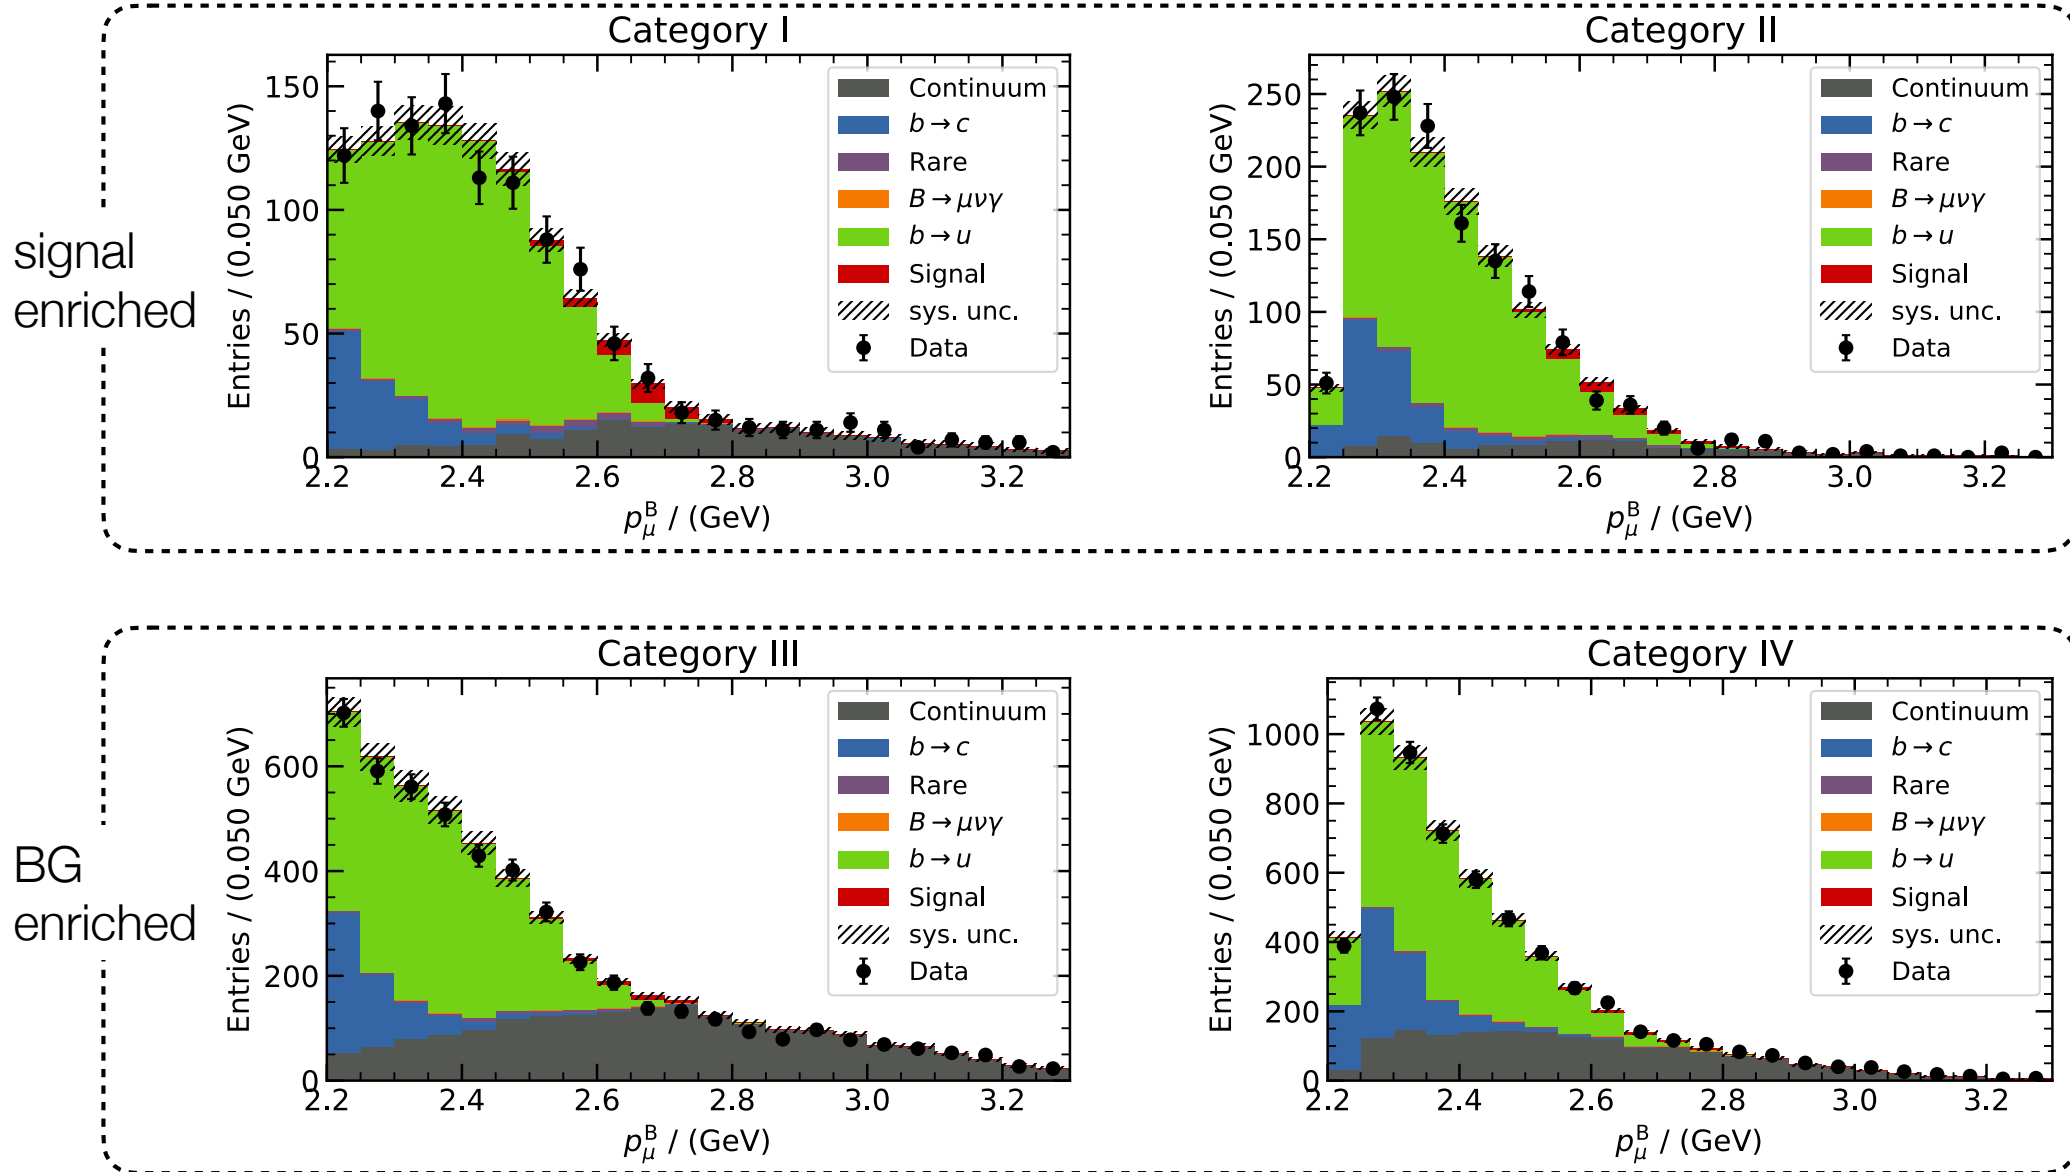 signal
enriched
Category I
Entries / (0.050 GeV)
150
100
50
0
2.2 2.4 2.6 2.8 3.0 3.2
p_μ^B / (GeV)
Continuum
b → c
Rare
B → μνγ
b → u
Signal
sys. unc.
Data
Category II
Entries / (0.050 GeV)
250
200
150
100
50
0
2.2 2.4 2.6 2.8 3.0 3.2
p_μ^B / (GeV)
Continuum
b → c
Rare
B → μνγ
b → u
Signal
sys. unc.
Data
BG
enriched
Category III
Entries / (0.050 GeV)
600
400
200
0
2.2 2.4 2.6 2.8 3.0 3.2
p_μ^B / (GeV)
Continuum
b → c
Rare
B → μνγ
b → u
Signal
sys. unc.
Data
Category IV
Entries / (0.050 GeV)
1000
800
600
400
200
0
2.2 2.4 2.6 2.8 3.0 3.2
p_μ^B / (GeV)
Continuum
b → c
Rare
B → μνγ
b → u
Signal
sys. unc.
Data